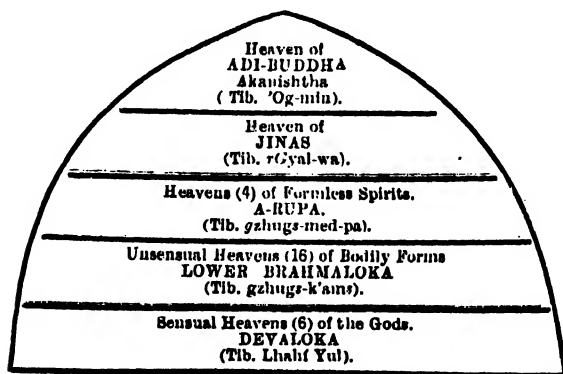 Heaven of
ADI-BUDDHA
Akanishtha
(Tib. 'Og-min).
Heaven of
JINAS
(Tib. rGyal-wa).
Heavens (4) of Formless Spirits.
A-RUPA.
(Tib. gzhugs-med-pa).
Unsensual Heavens (16) of Bodily Forms
LOWER BRAHMALOKA
(Tib. gzhugs-k'ams).
Sensual Heavens (6) of the Gods.
DEVALOKA
(Tib. Lhahí Yul).